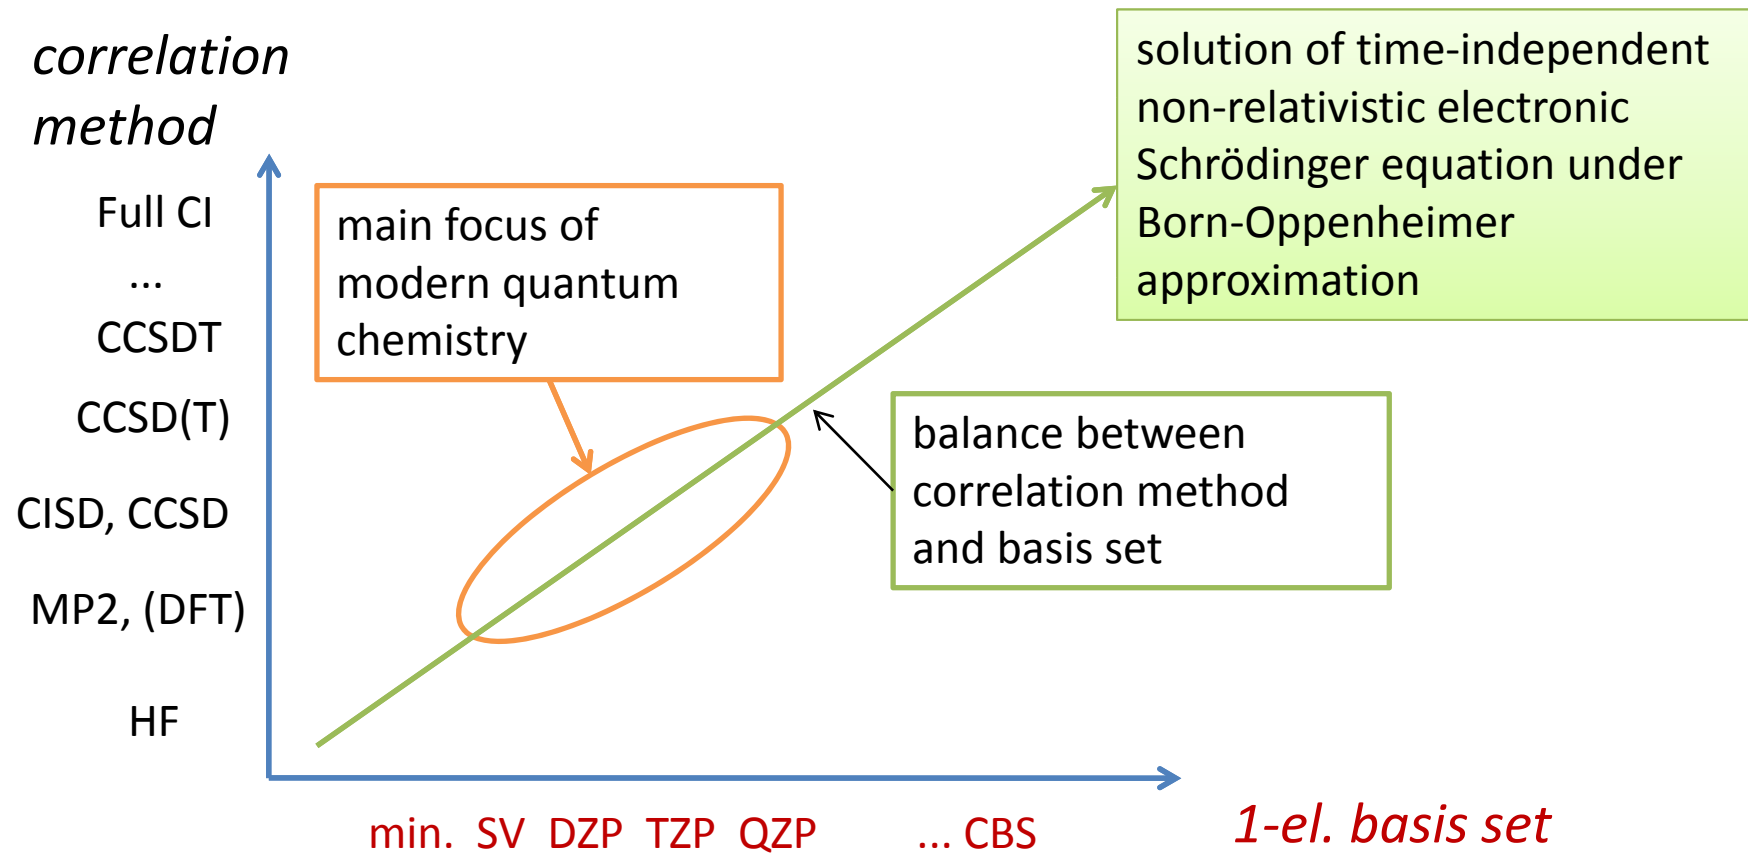 correlation
method
Full CI
...
CCSDT
CCSD(T)
CISD, CCSD
MP2, (DFT)
HF
main focus of
modern quantum
chemistry
solution of time-independent
non-relativistic electronic
Schrödinger equation under
Born-Oppenheimer
approximation
balance between
correlation method
and basis set
min. SV DZP TZP QZP ... CBS
1-el. basis set